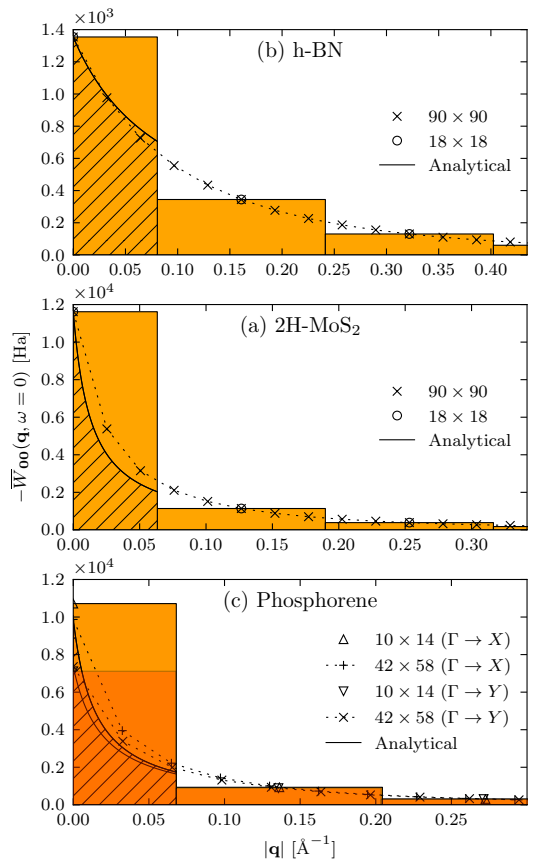 ×10³
(b) h-BN
1.4
1.2
1.0
0.8
0.6
0.4
0.2
0.0
90 × 90
18 × 18
Analytical
0.00 0.05 0.10 0.15 0.20 0.25 0.30 0.35 0.40
×10⁴
(a) 2H-MoS₂
1.2
1.0
0.8
0.6
0.4
0.2
0.0
90 × 90
18 × 18
Analytical
0.00 0.05 0.10 0.15 0.20 0.25 0.30
−W̅₀₀(q, ω = 0) [Ha]
×10⁴
(c) Phosphorene
1.2
1.0
0.8
0.6
0.4
0.2
0.0
10 × 14 (Γ → X)
42 × 58 (Γ → X)
10 × 14 (Γ → Y)
42 × 58 (Γ → Y)
Analytical
0.00 0.05 0.10 0.15 0.20 0.25
|q| [Å⁻¹]